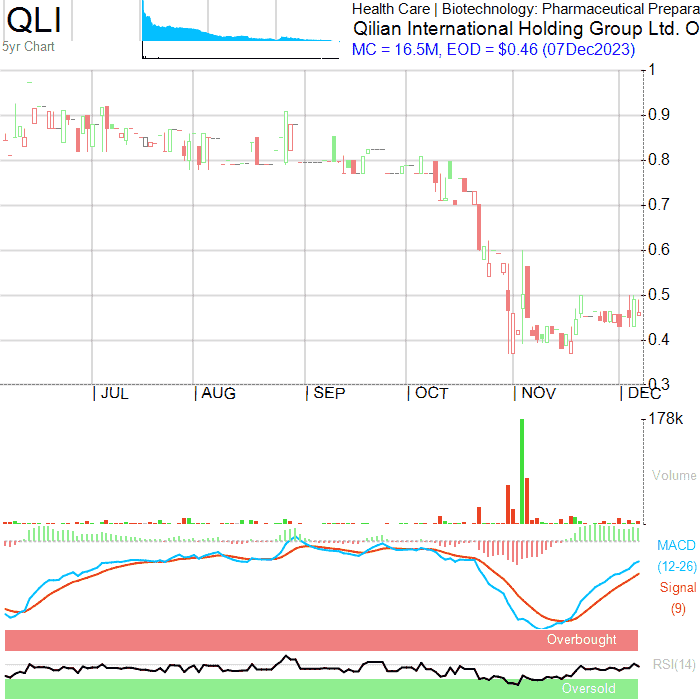 QLI
5yr Chart
Health Care | Biotechnology: Pharmaceutical Prepara
Qilian International Holding Group Ltd. O
MC = 16.5M, EOD = $0.46 (07Dec2023)
1
0.9
0.8
0.7
0.6
0.5
0.4
0.3
JUL
AUG
SEP
OCT
NOV
DEC
178k
Volume
MACD
(12-26)
Signal
(9)
Overbought
RSI(14)
Oversold